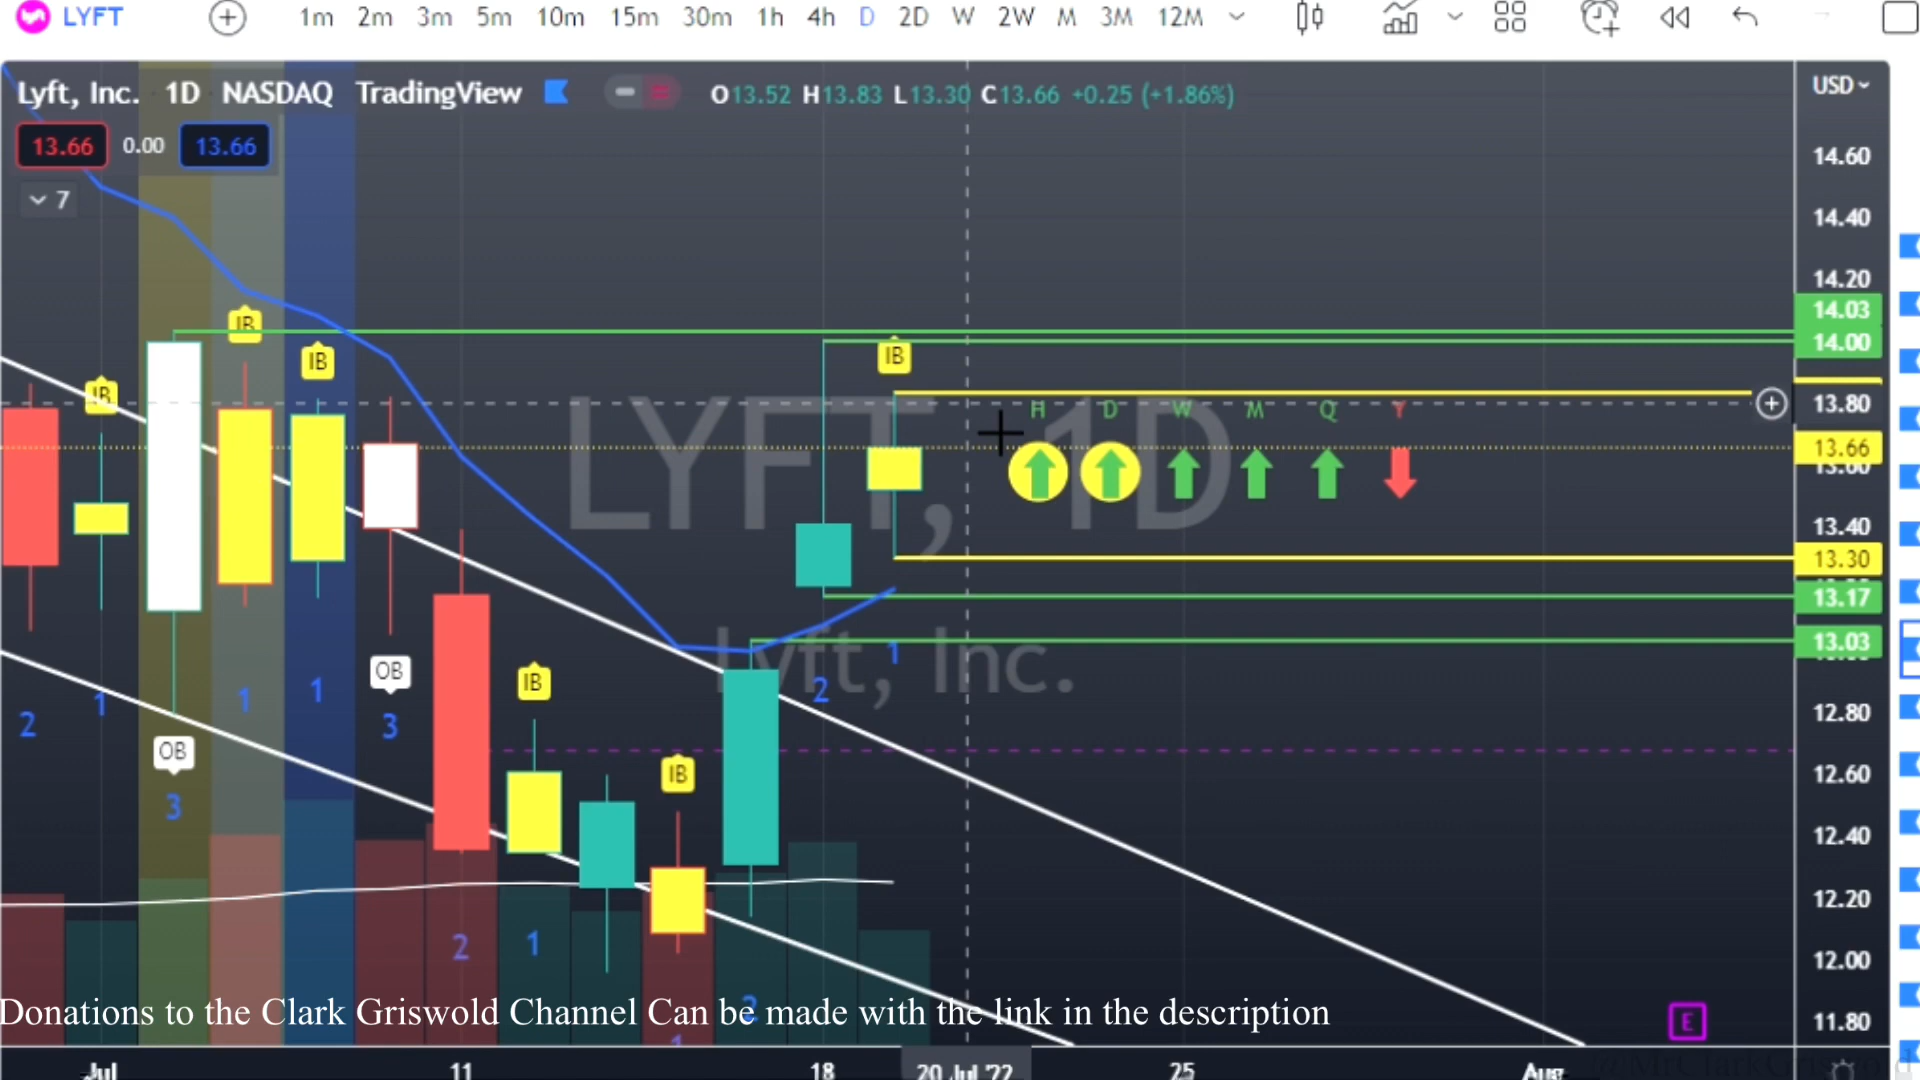 LYFT 1m 2m 3m 5m 10m 15m 30m 1h 4h D 2D W 2W M 3M 12M
Lyft, Inc. 1D NASDAQ TradingView O13.52 H13.83 L13.30 C13.66 +0.25 (+1.86%)
USD
13.66 0.00 13.66
7
14.60
14.40
14.20
14.03
14.00
13.80
13.66
13.60
13.40
13.30
13.17
13.03
12.80
12.60
12.40
12.20
12.00
11.80
LYFT, 1D
Lyft, Inc.
H D W M Q Y
IB
IB
IB
IB
IB
IB
OB
OB
2
1
3
1
1
3
2
1
1
2
2
1
E
Donations to the Clark Griswold Channel Can be made with the link in the description
Jul 11 18 20 Jul '22 25 Aug